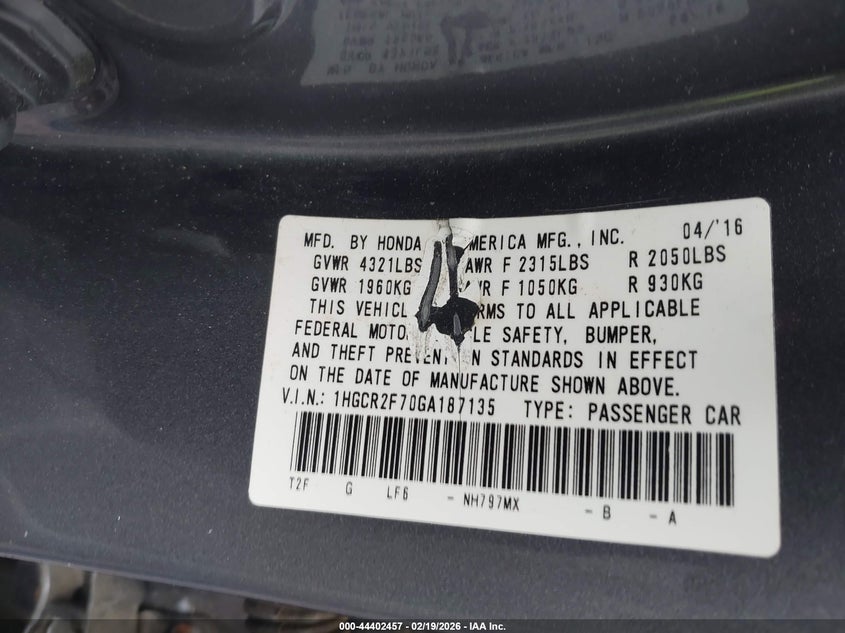 MFD. BY HONDA MERICA MFG., INC. 04/'16
GVWR 4321LBS AWR F 2315LBS R 2050LBS
GVWR 1960KG WR F 1050KG R 930KG
THIS VEHICL RMS TO ALL APPLICABLE
FEDERAL MOTO LE SAFETY, BUMPER,
AND THEFT PREVEN N STANDARDS IN EFFECT
ON THE DATE OF MANUFACTURE SHOWN ABOVE.
V.I.N.: 1HGCR2F70GA187135 TYPE: PASSENGER CAR
T2F G LF6 - NH797MX - B - A
000-44402457 - 02/19/2026 - IAA Inc.